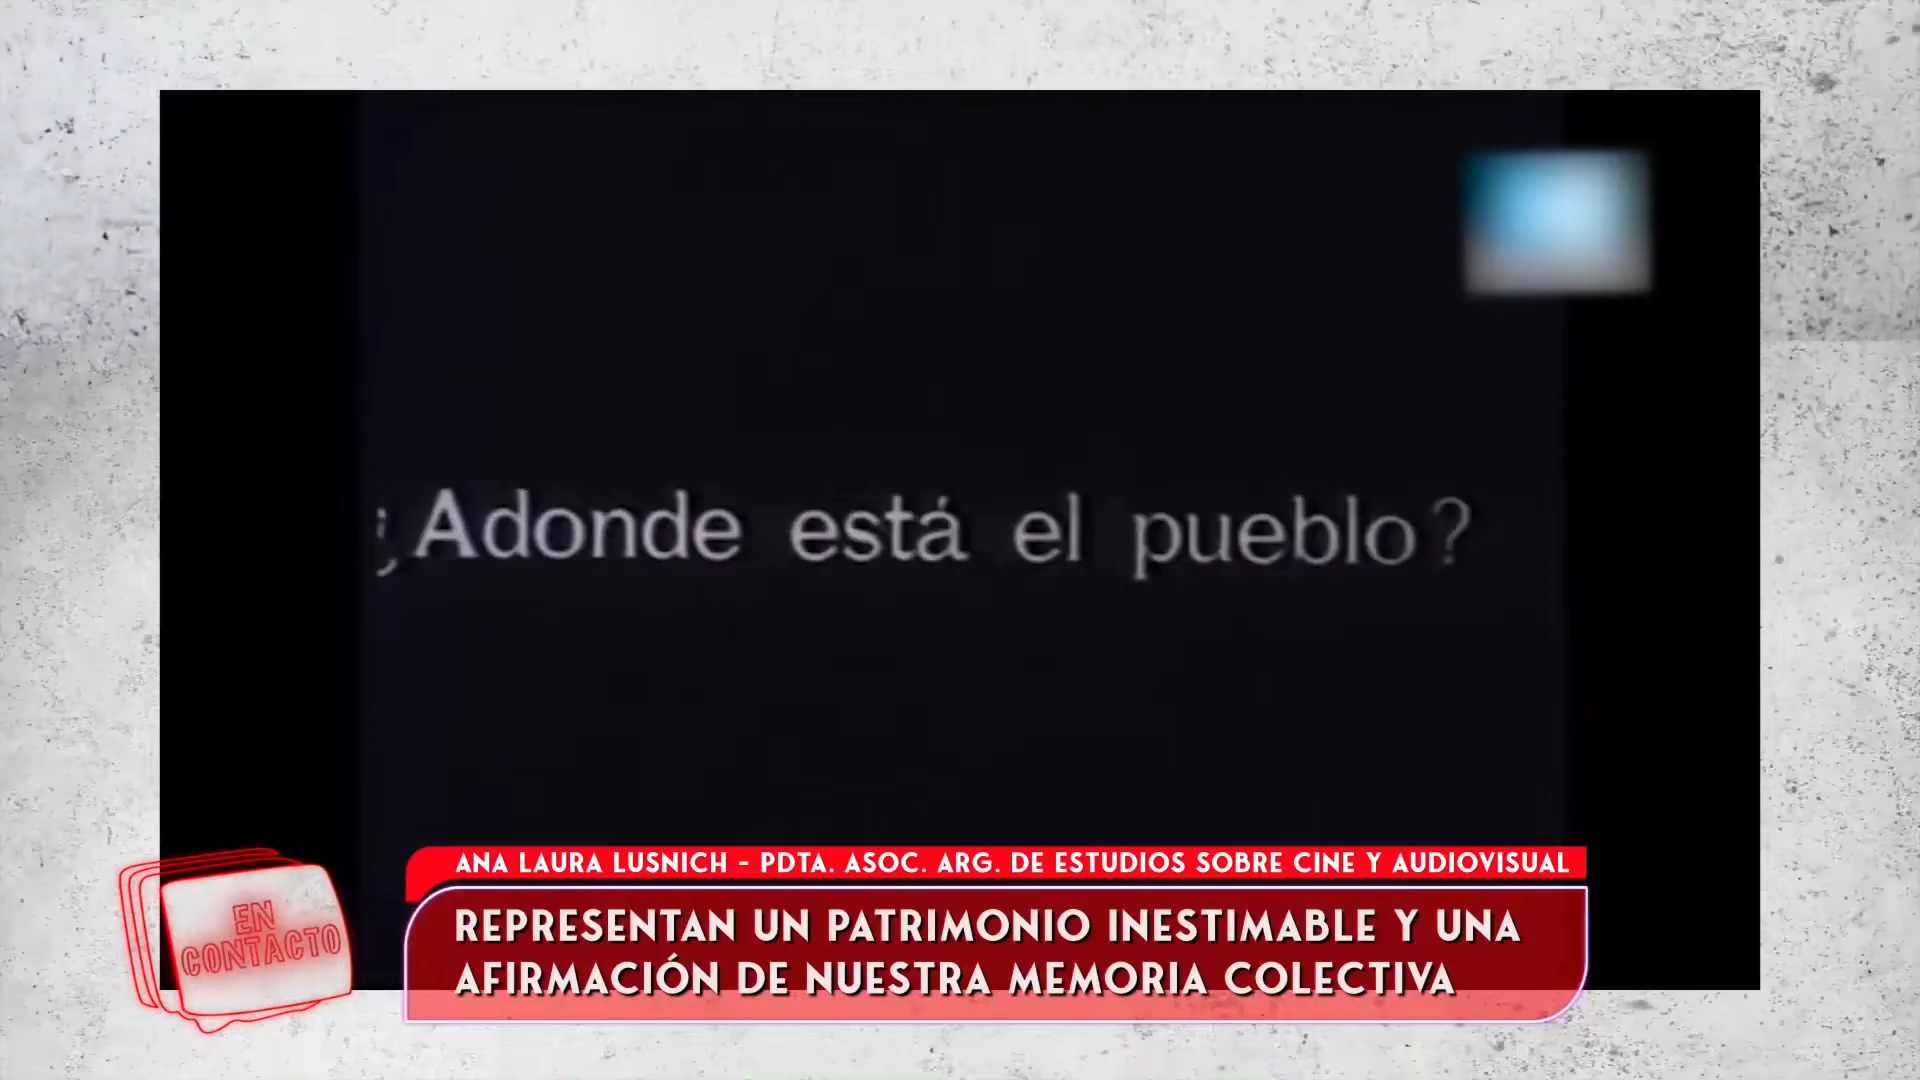 ¿Adonde está el pueblo?
ANA LAURA LUSNICH - PDTA. ASOC. ARG. DE ESTUDIOS SOBRE CINE Y AUDIOVISUAL
REPRESENTAN UN PATRIMONIO INESTIMABLE Y UNA
AFIRMACIÓN DE NUESTRA MEMORIA COLECTIVA
EN
CONTACTO